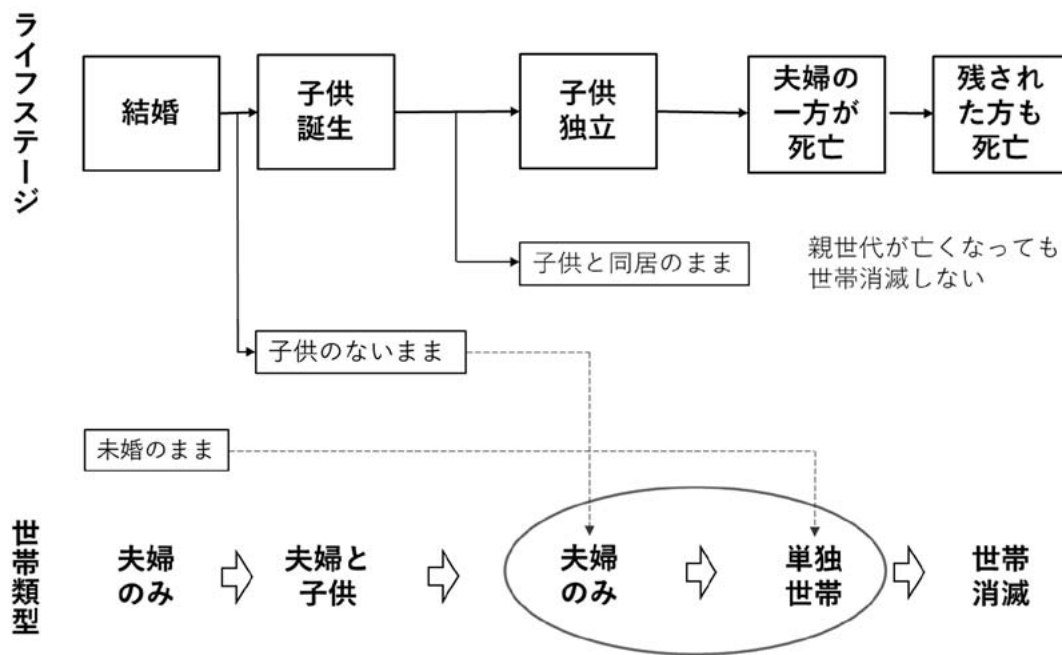 ライフステージ
結婚
子供
誕生
子供
独立
夫婦の
一方が
死亡
残され
た方も
死亡
子供と同居のまま
親世代が亡くなっても
世帯消滅しない
子供のないまま
未婚のまま
世帯類型
夫婦
のみ
夫婦と
子供
夫婦
のみ
単独
世帯
世帯
消滅